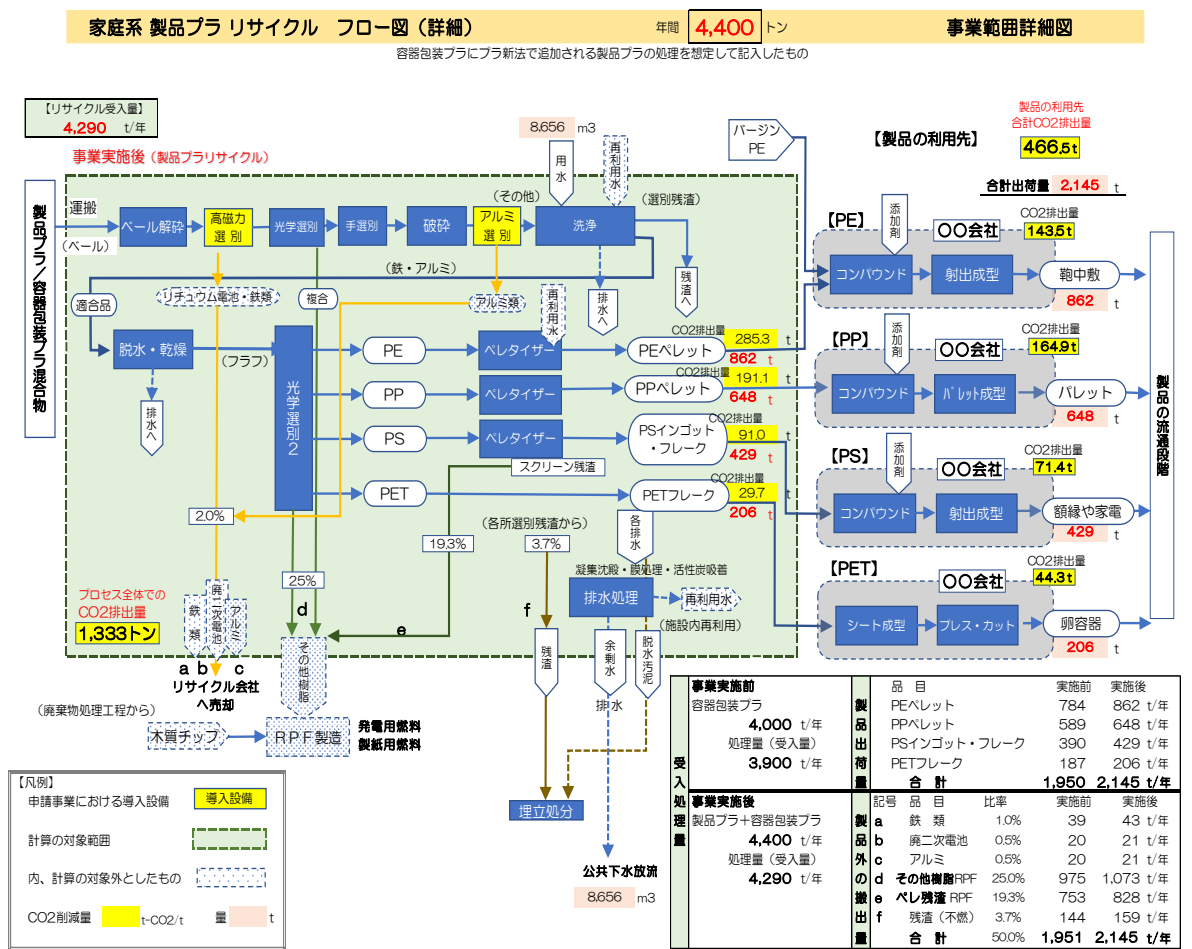 家庭系 製品プラ リサイクル　フロー図（詳細）
年間 4,400 トン
事業範囲詳細図
容器包装プラにプラ新法で追加される製品プラの処理を想定して記入したもの
【リサイクル受入量】
4,290 t/年
事業実施後（製品プラリサイクル）
8,656 m3
用水
再利用水
バージン
PE
【製品の利用先】
製品の利用先
合計CO2排出量
466.5t
合計出荷量 2,145 t
製品プラ／容器包装プラ混合物
運搬
（ベール）
ベール解砕
高磁力
選別
光学選別
手選別
破砕
（その他）
アルミ
選別
洗浄
（選別残渣）
残渣へ
排水へ
（鉄・アルミ）
適合品
リチュウム電池・鉄類
複合
アルミ類
再利用水
脱水・乾燥
（フラフ）
排水へ
光学選別2
PE
ペレタイザー
PEペレット
CO2排出量
285.3 t
862 t
PP
ペレタイザー
PPペレット
CO2排出量
191.1 t
648 t
PS
ペレタイザー
PSインゴット
・フレーク
CO2排出量
91.0 t
429 t
スクリーン残渣
PET
PETフレーク
CO2排出量
29.7 t
206 t
【PE】
添加剤
〇〇会社
CO2排出量
143.5t
コンパウンド
射出成型
鞄中敷
862 t
【PP】
添加剤
〇〇会社
CO2排出量
164.9t
コンパウンド
パレット成型
パレット
648 t
【PS】
添加剤
〇〇会社
CO2排出量
71.4t
コンパウンド
射出成型
額縁や家電
429 t
【PET】
〇〇会社
CO2排出量
44.3t
シート成型
プレス・カット
卵容器
206 t
製品の流通段階
2.0%
19.3%
（各所選別残渣から）
3.7%
各排水
25%
凝集沈殿・膜処理・活性炭吸着
排水処理
再利用水
（施設内再利用）
プロセス全体での
CO2排出量
1,333トン
鉄類
廃二次電池
アルミ
d
e
f
a b c
リサイクル会社
へ売却
その他樹脂
残渣
余剰水
脱水汚泥
排水
（廃棄物処理工程から）
木質チップ
RPF製造
発電用燃料
製紙用燃料
埋立処分
公共下水放流
8,656 m3
【凡例】
申請事業における導入設備
導入設備
計算の対象範囲
内、計算の対象外としたもの
CO2削減量 t-CO2/t 量 t
受入処理量
事業実施前
容器包装プラ
4,000 t/年
処理量（受入量）
3,900 t/年
事業実施後
製品プラ＋容器包装プラ
4,400 t/年
処理量（受入量）
4,290 t/年
製品出荷量
品　目 実施前 実施後
PEペレット 784 862 t/年
PPペレット 589 648 t/年
PSインゴット・フレーク 390 429 t/年
PETフレーク 187 206 t/年
合　計 1,950 2,145 t/年
製品外の搬出量
記号 品　目 比率 実施前 実施後
a 鉄　類 1.0% 39 43 t/年
b 廃二次電池 0.5% 20 21 t/年
c アルミ 0.5% 20 21 t/年
d その他樹脂RPF 25.0% 975 1,073 t/年
e ペレ残渣 RPF 19.3% 753 828 t/年
f 残渣（不燃） 3.7% 144 159 t/年
合　計 50.0% 1,951 2,145 t/年